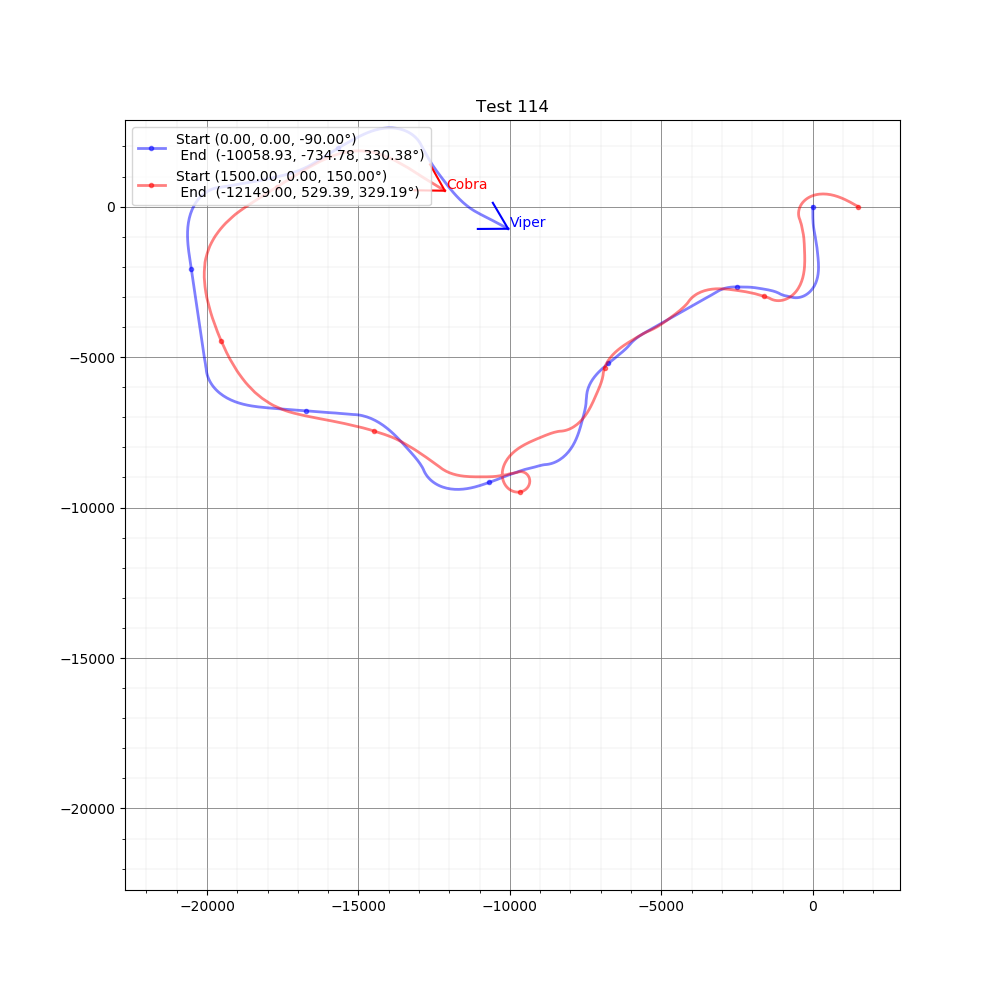 Test 114
Start (0.00, 0.00, -90.00°)
End  (-10058.93, -734.78, 330.38°)
Start (1500.00, 0.00, 150.00°)
End  (-12149.00, 529.39, 329.19°)
Cobra
Viper
0
−5000
−10000
−15000
−20000
−20000 −15000 −10000 −5000 0